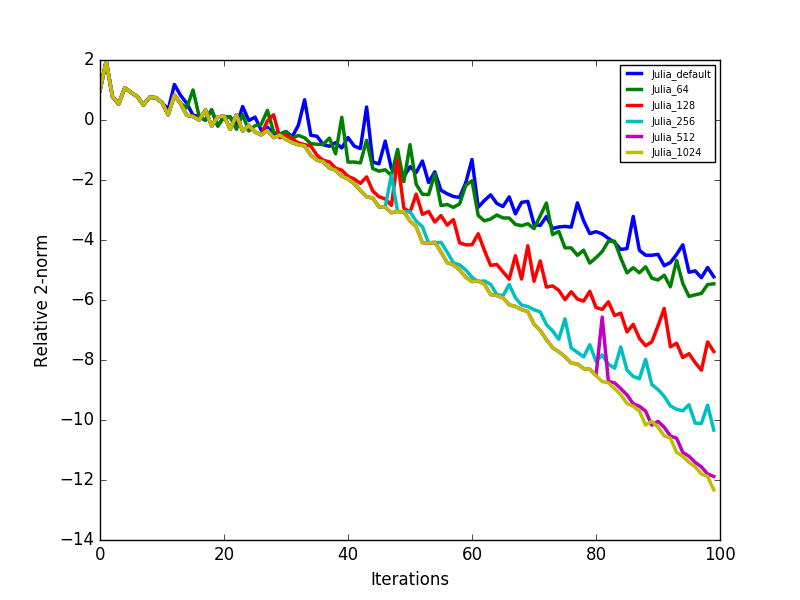 2
0
−2
−4
−6
−8
−10
−12
−14
0 20 40 60 80 100
Relative 2-norm
Iterations
Julia_default
Julia_64
Julia_128
Julia_256
Julia_512
Julia_1024